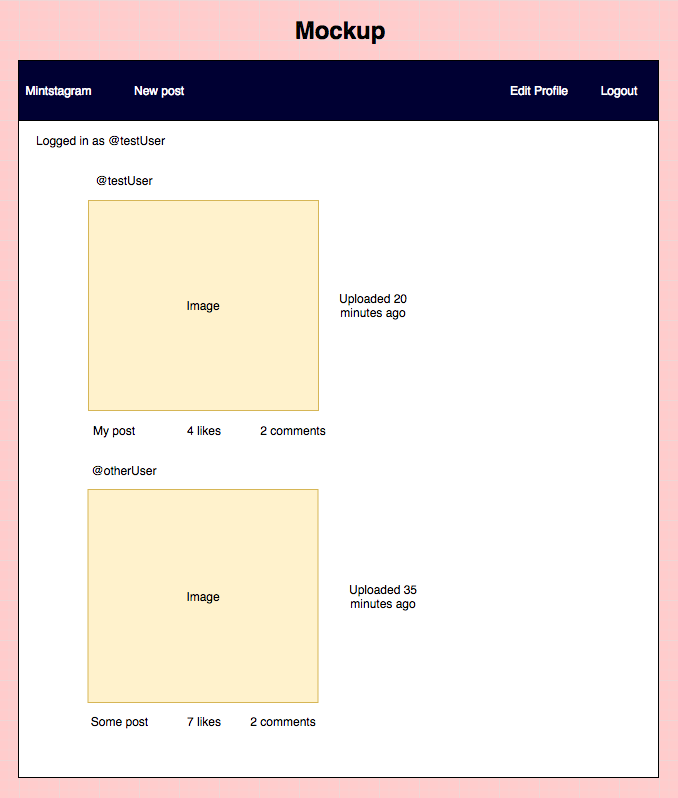 Mockup
Mintstagram New post Edit Profile Logout
Logged in as @testUser
@testUser
Image
Uploaded 20
minutes ago
My post 4 likes 2 comments
@otherUser
Image
Uploaded 35
minutes ago
Some post 7 likes 2 comments